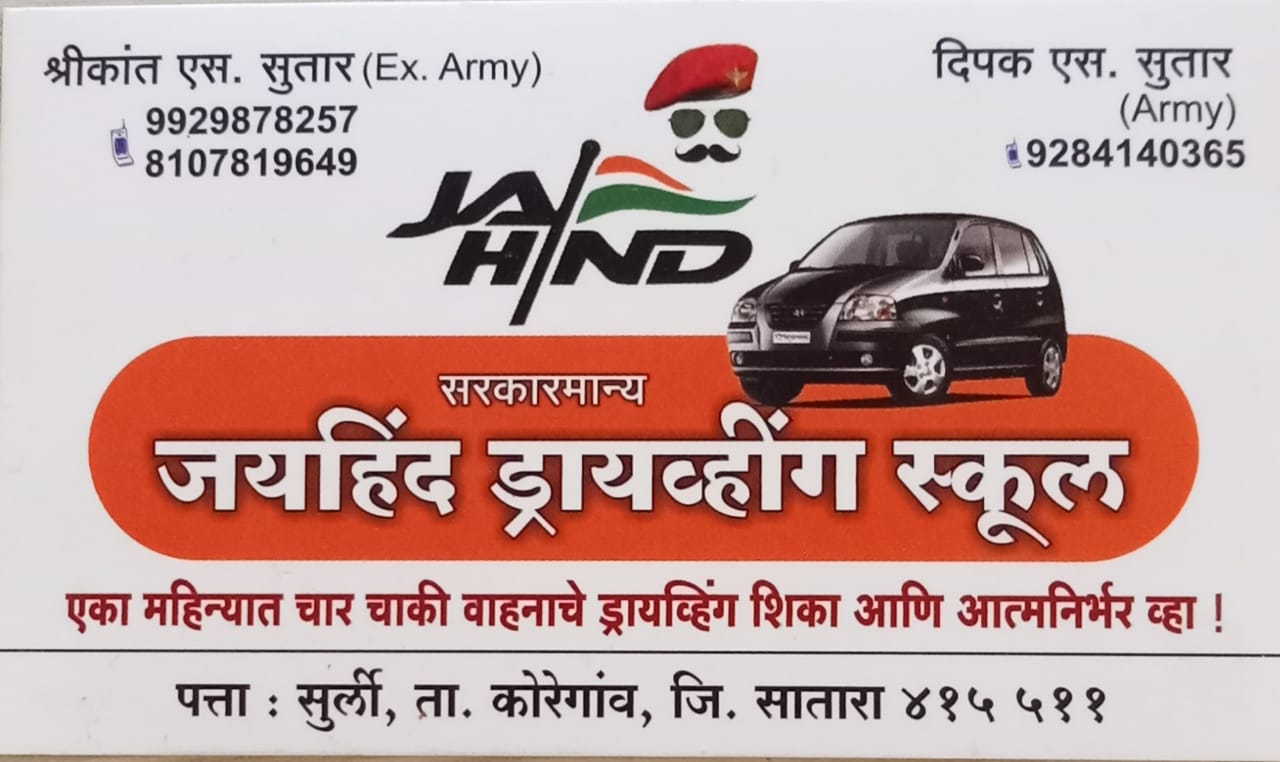 श्रीकांत एस. सुतार (Ex. Army)
9929878257
8107819649
दिपक एस. सुतार
(Army)
9284140365
JAI
HIND
सरकारमान्य
जयहिंद ड्रायव्हींग स्कूल
एका महिन्यात चार चाकी वाहनाचे ड्रायव्हिंग शिका आणि आत्मनिर्भर व्हा !
पत्ता : सुर्ली, ता. कोरेगांव, जि. सातारा ४१५ ५११